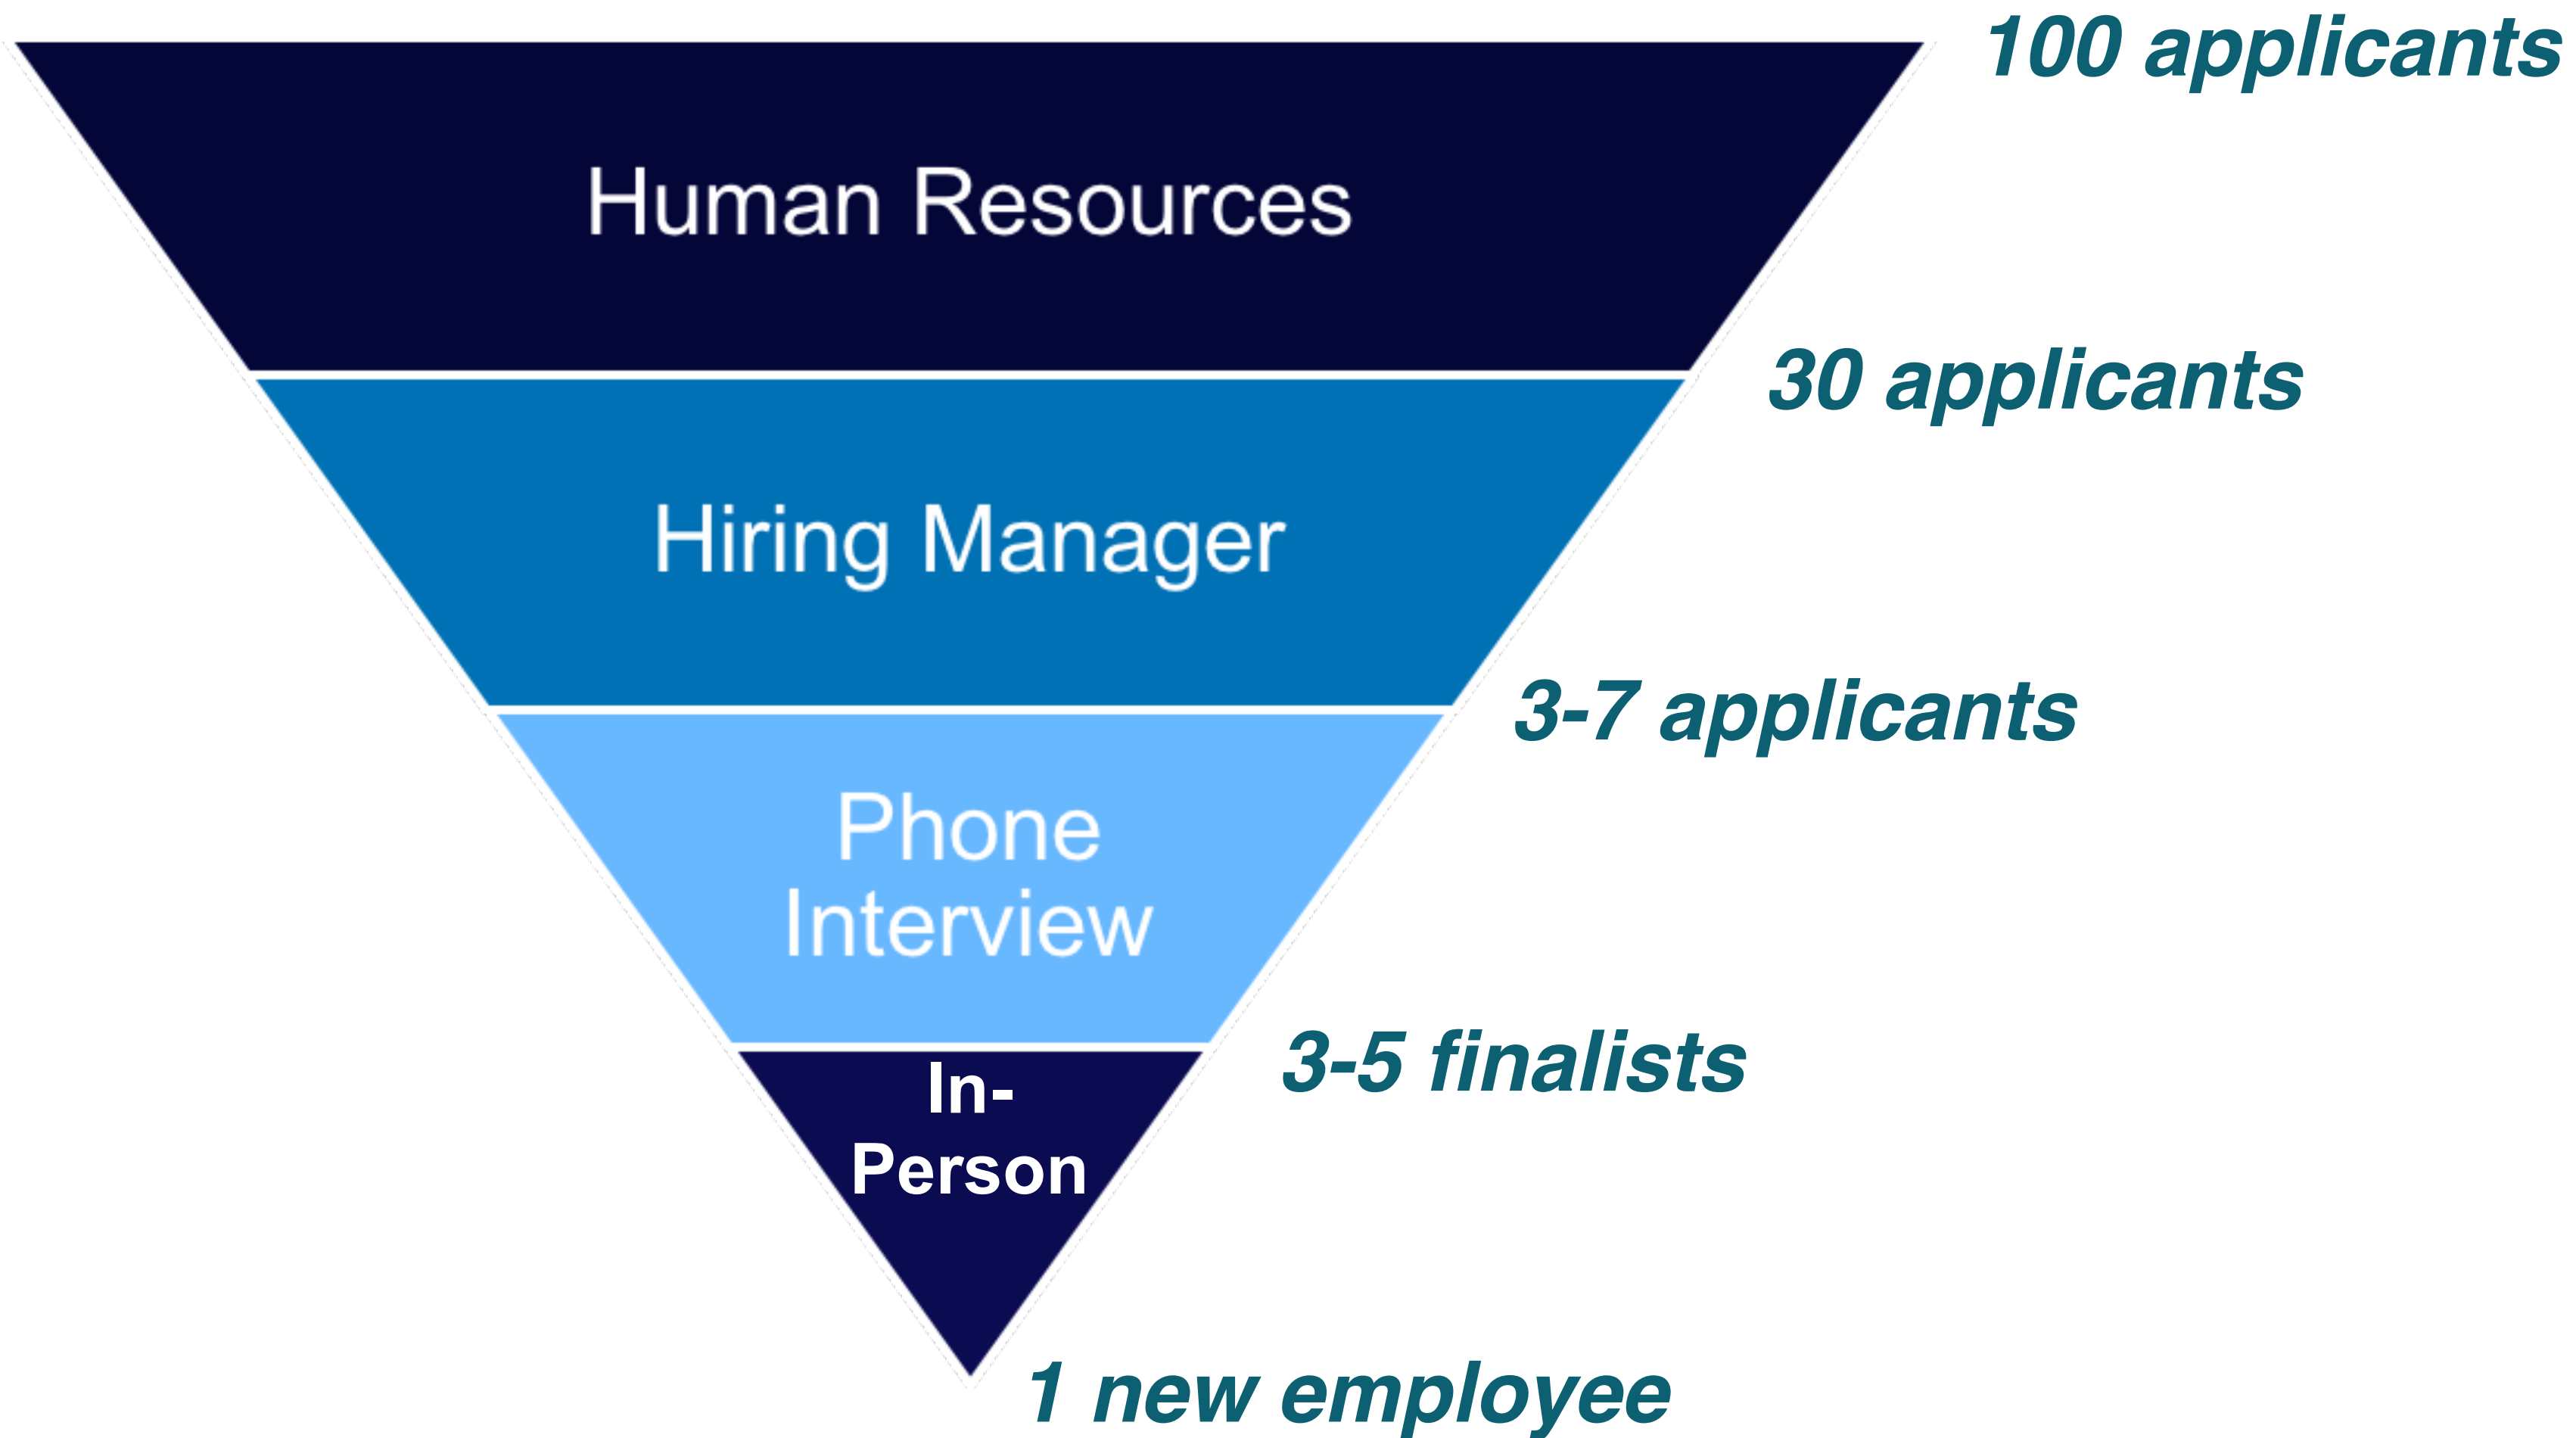 100 applicants
Human Resources
30 applicants
Hiring Manager
3-7 applicants
Phone
Interview
3-5 finalists
In-
Person
1 new employee